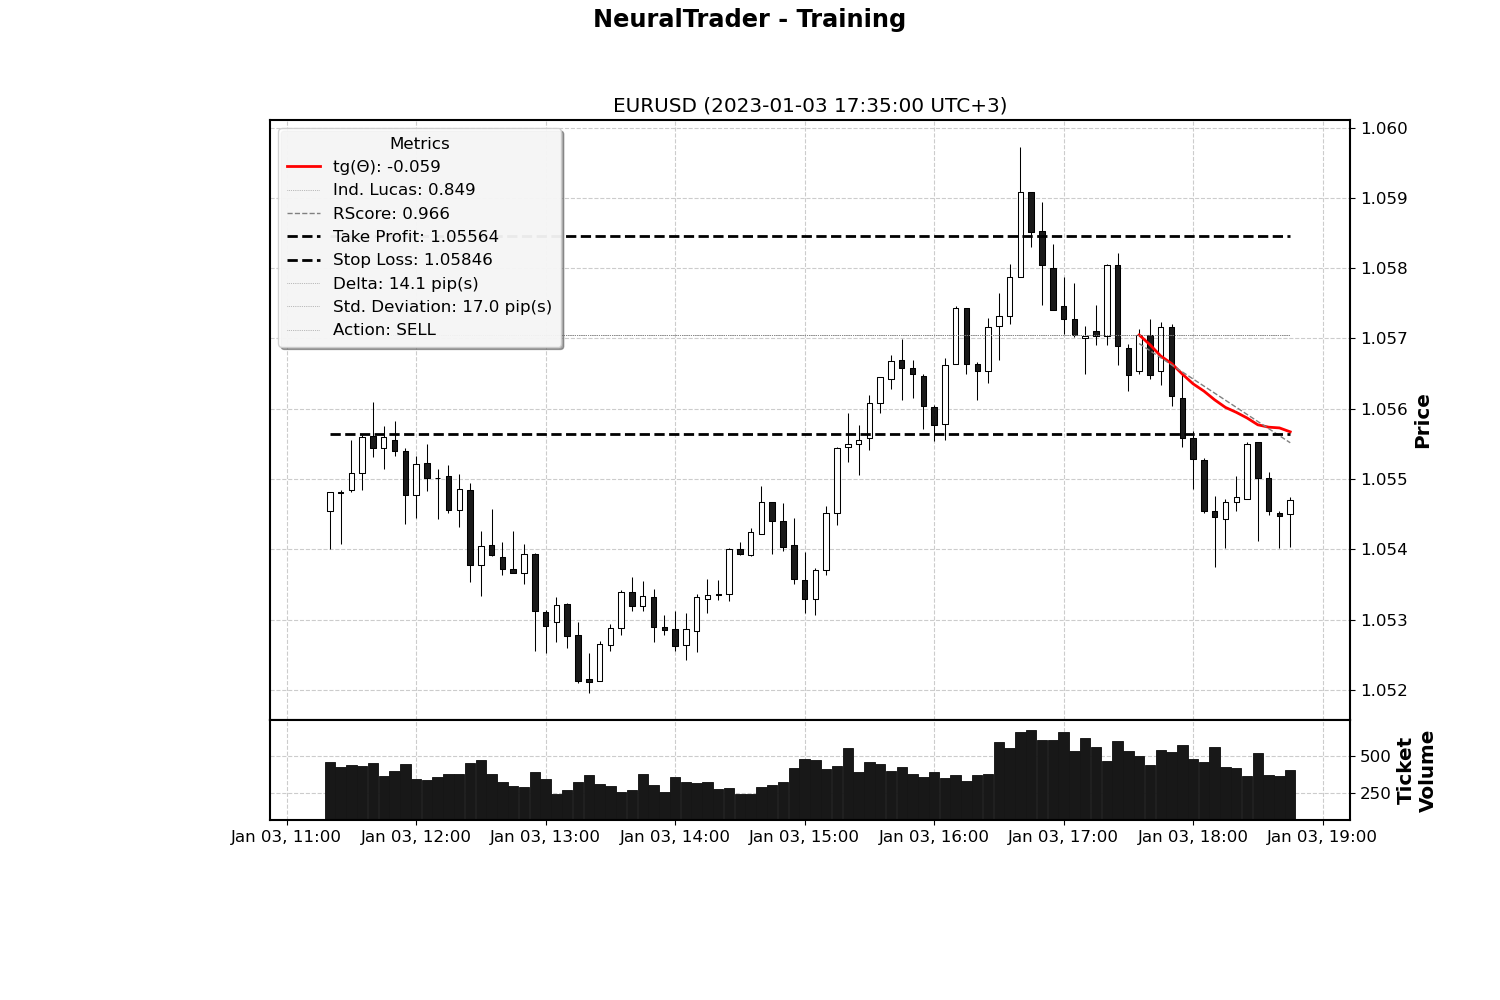 NeuralTrader - Training
EURUSD (2023-01-03 17:35:00 UTC+3)
Metrics
tg(Θ): -0.059
Ind. Lucas: 0.849
RScore: 0.966
Take Profit: 1.05564
Stop Loss: 1.05846
Delta: 14.1 pip(s)
Std. Deviation: 17.0 pip(s)
Action: SELL
1.060
1.059
1.058
1.057
1.056
1.055
1.054
1.053
1.052
Price
500
250
Ticket
Volume
Jan 03, 11:00
Jan 03, 12:00
Jan 03, 13:00
Jan 03, 14:00
Jan 03, 15:00
Jan 03, 16:00
Jan 03, 17:00
Jan 03, 18:00
Jan 03, 19:00